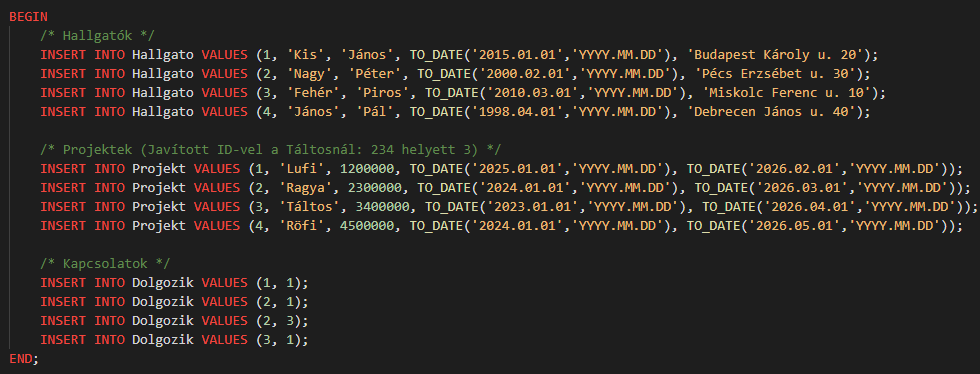 BEGIN
/* Hallgatók */
INSERT INTO Hallgato VALUES (1, 'Kis', 'János', TO_DATE('2015.01.01','YYYY.MM.DD'), 'Budapest Károly u. 20');
INSERT INTO Hallgato VALUES (2, 'Nagy', 'Péter', TO_DATE('2000.02.01','YYYY.MM.DD'), 'Pécs Erzsébet u. 30');
INSERT INTO Hallgato VALUES (3, 'Fehér', 'Piros', TO_DATE('2010.03.01','YYYY.MM.DD'), 'Miskolc Ferenc u. 10');
INSERT INTO Hallgato VALUES (4, 'János', 'Pál', TO_DATE('1998.04.01','YYYY.MM.DD'), 'Debrecen János u. 40');
/* Projektek (Javított ID-vel a Táltosnál: 234 helyett 3) */
INSERT INTO Projekt VALUES (1, 'Lufi', 1200000, TO_DATE('2025.01.01','YYYY.MM.DD'), TO_DATE('2026.02.01','YYYY.MM.DD'));
INSERT INTO Projekt VALUES (2, 'Ragya', 2300000, TO_DATE('2024.01.01','YYYY.MM.DD'), TO_DATE('2026.03.01','YYYY.MM.DD'));
INSERT INTO Projekt VALUES (3, 'Táltos', 3400000, TO_DATE('2023.01.01','YYYY.MM.DD'), TO_DATE('2026.04.01','YYYY.MM.DD'));
INSERT INTO Projekt VALUES (4, 'Röfi', 4500000, TO_DATE('2024.01.01','YYYY.MM.DD'), TO_DATE('2026.05.01','YYYY.MM.DD'));
/* Kapcsolatok */
INSERT INTO Dolgozik VALUES (1, 1);
INSERT INTO Dolgozik VALUES (2, 1);
INSERT INTO Dolgozik VALUES (2, 3);
INSERT INTO Dolgozik VALUES (3, 1);
END;